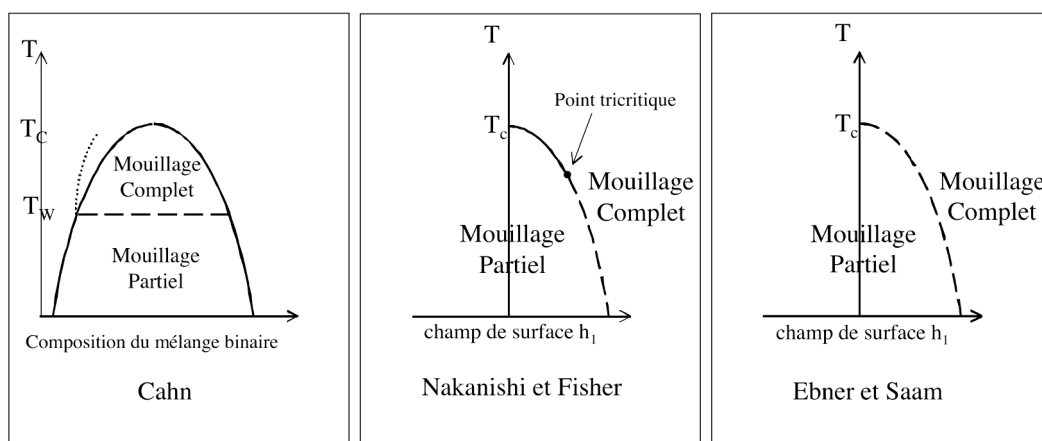 T
T_C
Mouillage
Complet
T_W
Mouillage
Partiel
Composition du mélange binaire
Cahn
T
Point tricritique
T_c
Mouillage
Complet
Mouillage
Partiel
champ de surface h_1
Nakanishi et Fisher
T
T_c
Mouillage
Complet
Mouillage
Partiel
champ de surface h_1
Ebner et Saam